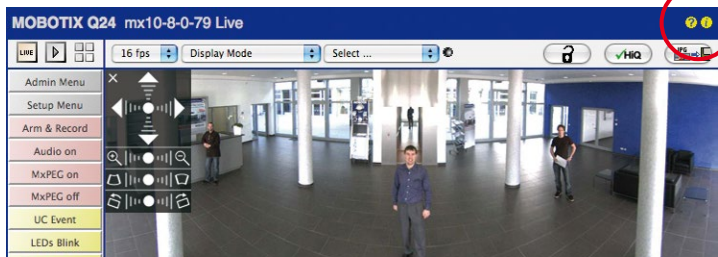 MOBOTIX Q24 mx10-8-0-79 Live
? i
LIVE 16 fps Display Mode Select ... HiQ JPG
Admin Menu
Setup Menu
Arm & Record
Audio on
MxPEG on
MxPEG off
UC Event
LEDs Blink